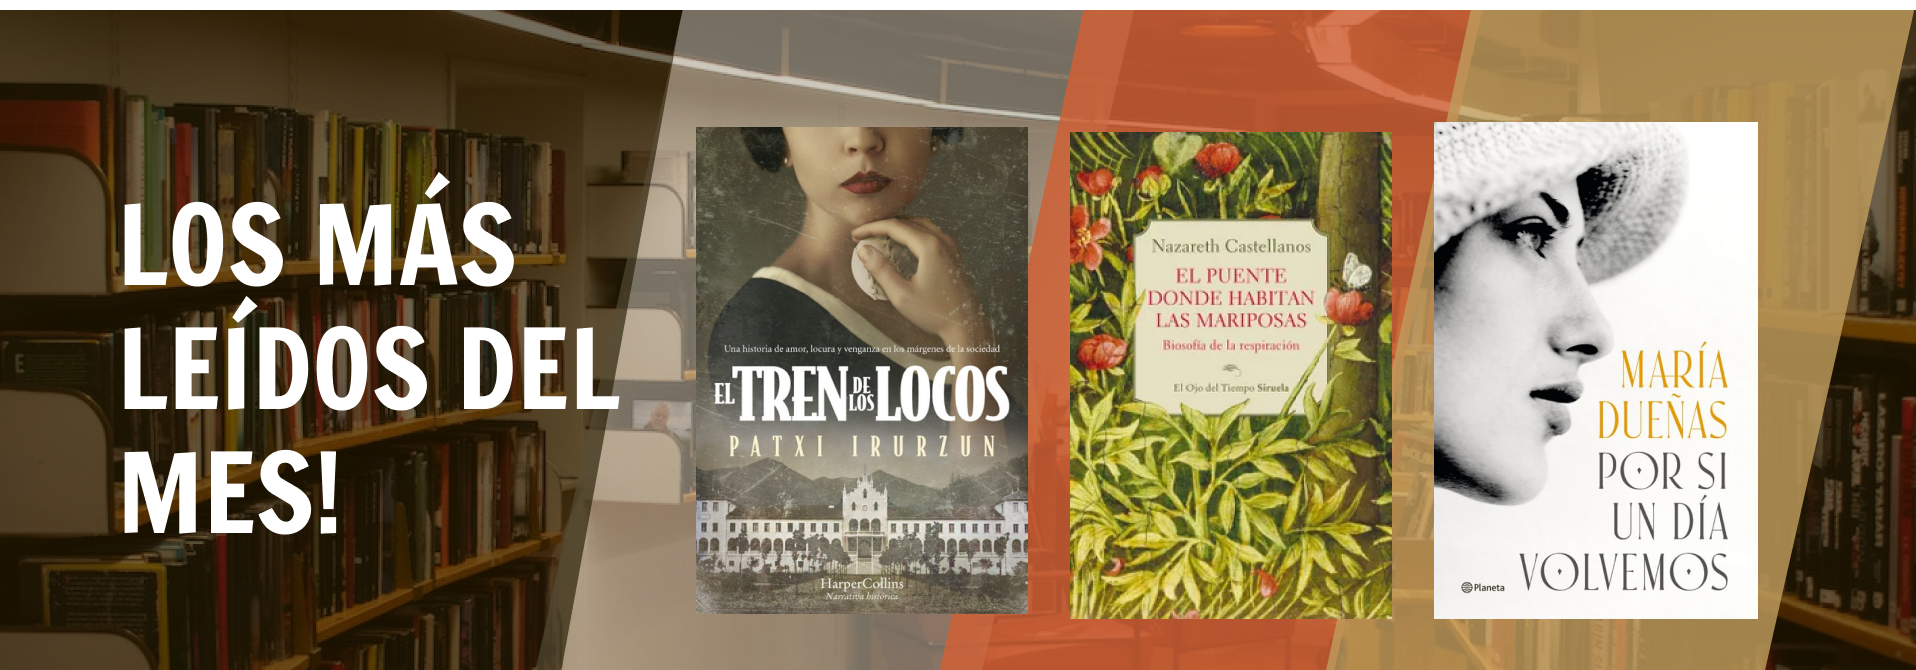 LOS MÁS
LEÍDOS DEL
MES!
Una historia de amor, locura y venganza en los márgenes de la sociedad
EL TREN DE LOS LOCOS
PATXI IRURZUN
HarperCollins
Narrativa histórica
Nazareth Castellanos
EL PUENTE
DONDE HABITAN
LAS MARIPOSAS
Biosofía de la respiración
El Ojo del Tiempo Siruela
MARÍA
DUEÑAS
POR SI
UN DÍA
VOLVEMOS
Planeta